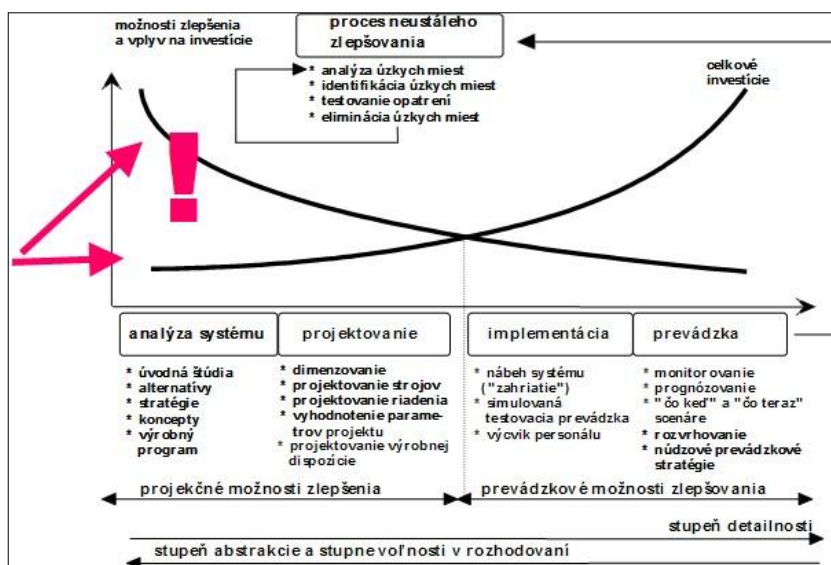 možnosti zlepšenia
a vplyv na investície
proces neustáleho
zlepšovania
* analýza úzkych miest
* identifikácia úzkych miest
* testovanie opatrení
* eliminácia úzkych miest
celkové
investície
!
analýza systému
* úvodná štúdia
* alternatívy
* stratégie
* koncepty
* výrobný
program
projektovanie
* dimenzovanie
* projektovanie strojov
* projektovanie riadenia
* vyhodnotenie parame-
trov projektu
* projektovanie výrobnej
dispozície
implementácia
* nábeh systému
("zahriatie")
* simulovaná
testovacia prevádzka
* výcvik personálu
prevádzka
* monitorovanie
* prognózovanie
* "čo keď" a "čo teraz"
scenáre
* rozvrhovanie
* núdzové prevádzkové
stratégie
projekčné možnosti zlepšenia
prevádzkové možnosti zlepšovania
stupeň detailnosti
stupeň abstrakcie a stupne voľnosti v rozhodovaní